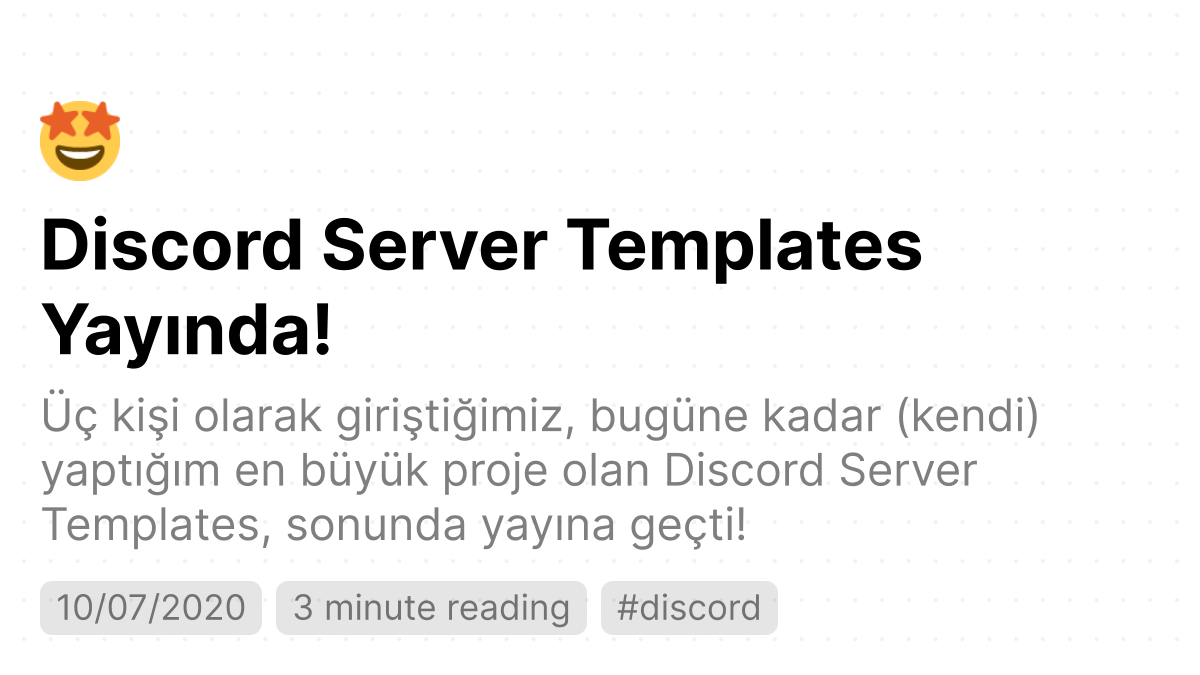 Discord Server Templates
Yayında!
Üç kişi olarak giriştiğimiz, bugüne kadar (kendi)
yaptığım en büyük proje olan Discord Server
Templates, sonunda yayına geçti!
10/07/2020 3 minute reading #discord